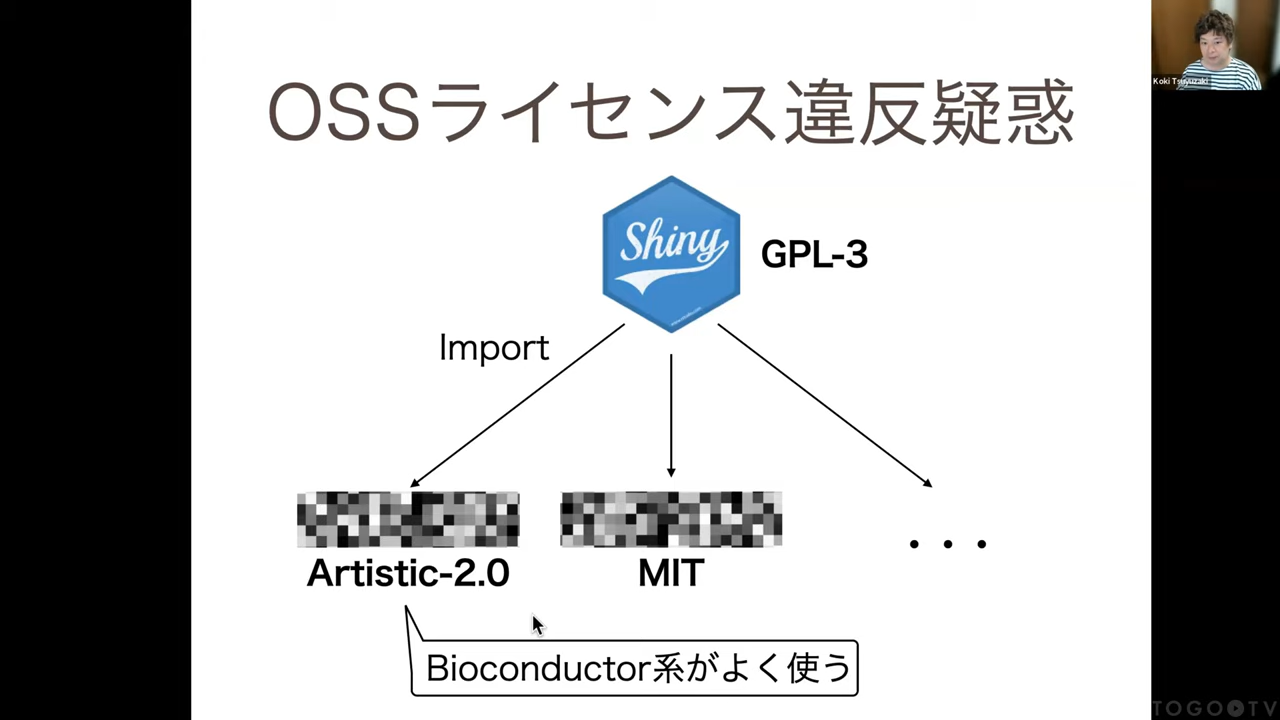 OSSライセンス違反疑惑
Koki Tsuyuzaki
Shiny
GPL-3
Import
Artistic-2.0
MIT
・・・
Bioconductor系がよく使う
TOGOTV